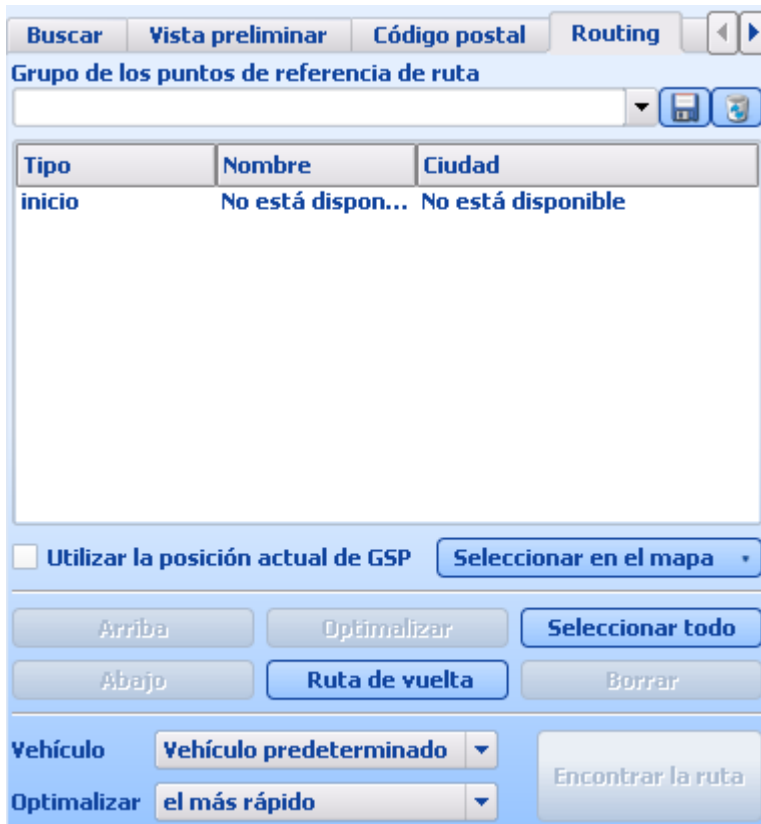 Buscar Vista preliminar Código postal Routing
Grupo de los puntos de referencia de ruta
Tipo Nombre Ciudad
inicio No está dispon... No está disponible
Utilizar la posición actual de GSP Seleccionar en el mapa
Arriba Optimalizar Seleccionar todo
Abajo Ruta de vuelta Borrar
Vehículo Vehículo predeterminado
Encontrar la ruta
Optimalizar el más rápido